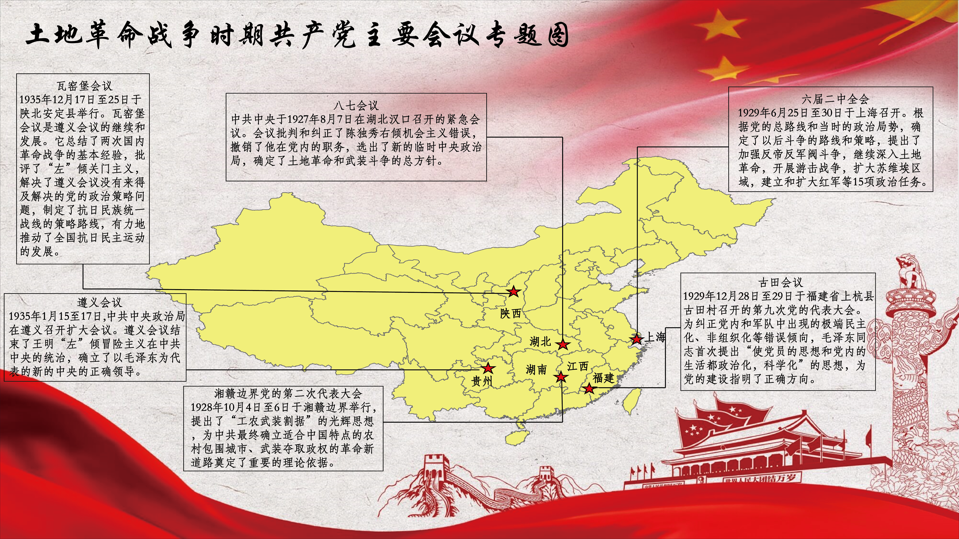 土地革命战争时期共产党主要会议专题图
瓦窑堡会议
1935年12月17日至25日于
陕北安定县举行。瓦窑堡
会议是遵义会议的继续和
发展。它总结了两次国内
革命战争的基本经验，批
评了“左”倾关门主义，
解决了遵义会议没有来得
及解决的党的政治策略问
题，制定了抗日民族统一
战线的策略路线，有力地
推动了全国抗日民主运动
的发展。
八七会议
中共中央于1927年8月7日在湖北汉口召开的紧急会
议。会议批判和纠正了陈独秀右倾机会主义错误，
撤销了他在党内的职务，选出了新的临时中央政治
局，确定了土地革命和武装斗争的总方针。
六届二中全会
1929年6月25日至30日于上海召开。根
据党的总路线和当时的政治局势，确
定了以后斗争的路线和策略，提出了
加强反帝反军阀斗争，继续深入土地
革命，开展游击战争，扩大苏维埃区
域，建立和扩大红军等15项政治任务。
遵义会议
1935年1月15至17日,中共中央政治局
在遵义召开扩大会议。遵义会议结
束了王明“左”倾冒险主义在中共
中央的统治，确立了以毛泽东为代
表的新的中央的正确领导。
古田会议
1929年12月28日至29日于福建省上杭县
古田村召开的第九次党的代表大会。
为纠正党内和军队中出现的极端民主
化、非组织化等错误倾向，毛泽东同
志首次提出“使党员的思想和党内的
生活都政治化，科学化”的思想，为
党的建设指明了正确方向。
湘赣边界党的第二次代表大会
1928年10月4日至6日于湘赣边界举行，
提出了“工农武装割据”的光辉思想
，为中共最终确立适合中国特点的农
村包围城市、武装夺取政权的革命新
道路奠定了重要的理论依据。
陕西
湖北
上海
贵州
湖南
江西
福建